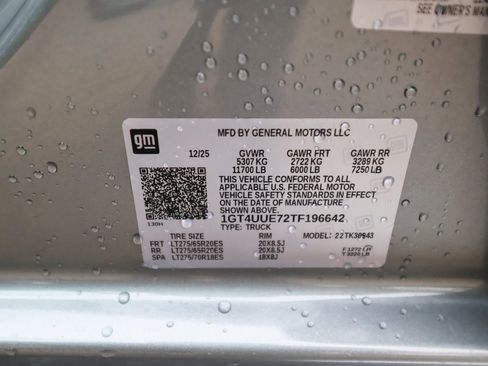 SEE OWNER'S MAN
gm
MFD BY GENERAL MOTORS LLC
12/25 GVWR GAWR FRT GAWR RR
5307 KG 2722 KG 3289 KG
11700 LB 6000 LB 7250 LB
THIS VEHICLE CONFORMS TO ALL
APPLICABLE U.S. FEDERAL MOTOR
VEHICLE SAFETY STANDARDS IN EFFECT
ON THE DATE OF MANUFACTURE
SHOWN ABOVE.
1GT4UUE72TF196642
130H TYPE: TRUCK MODEL:
TIRE SIZE RIM
FRT LT275/65R20ES 20X8.5J
RR LT275/65R20ES 20X8.5J
SPA LT275/70R18ES 18X8J